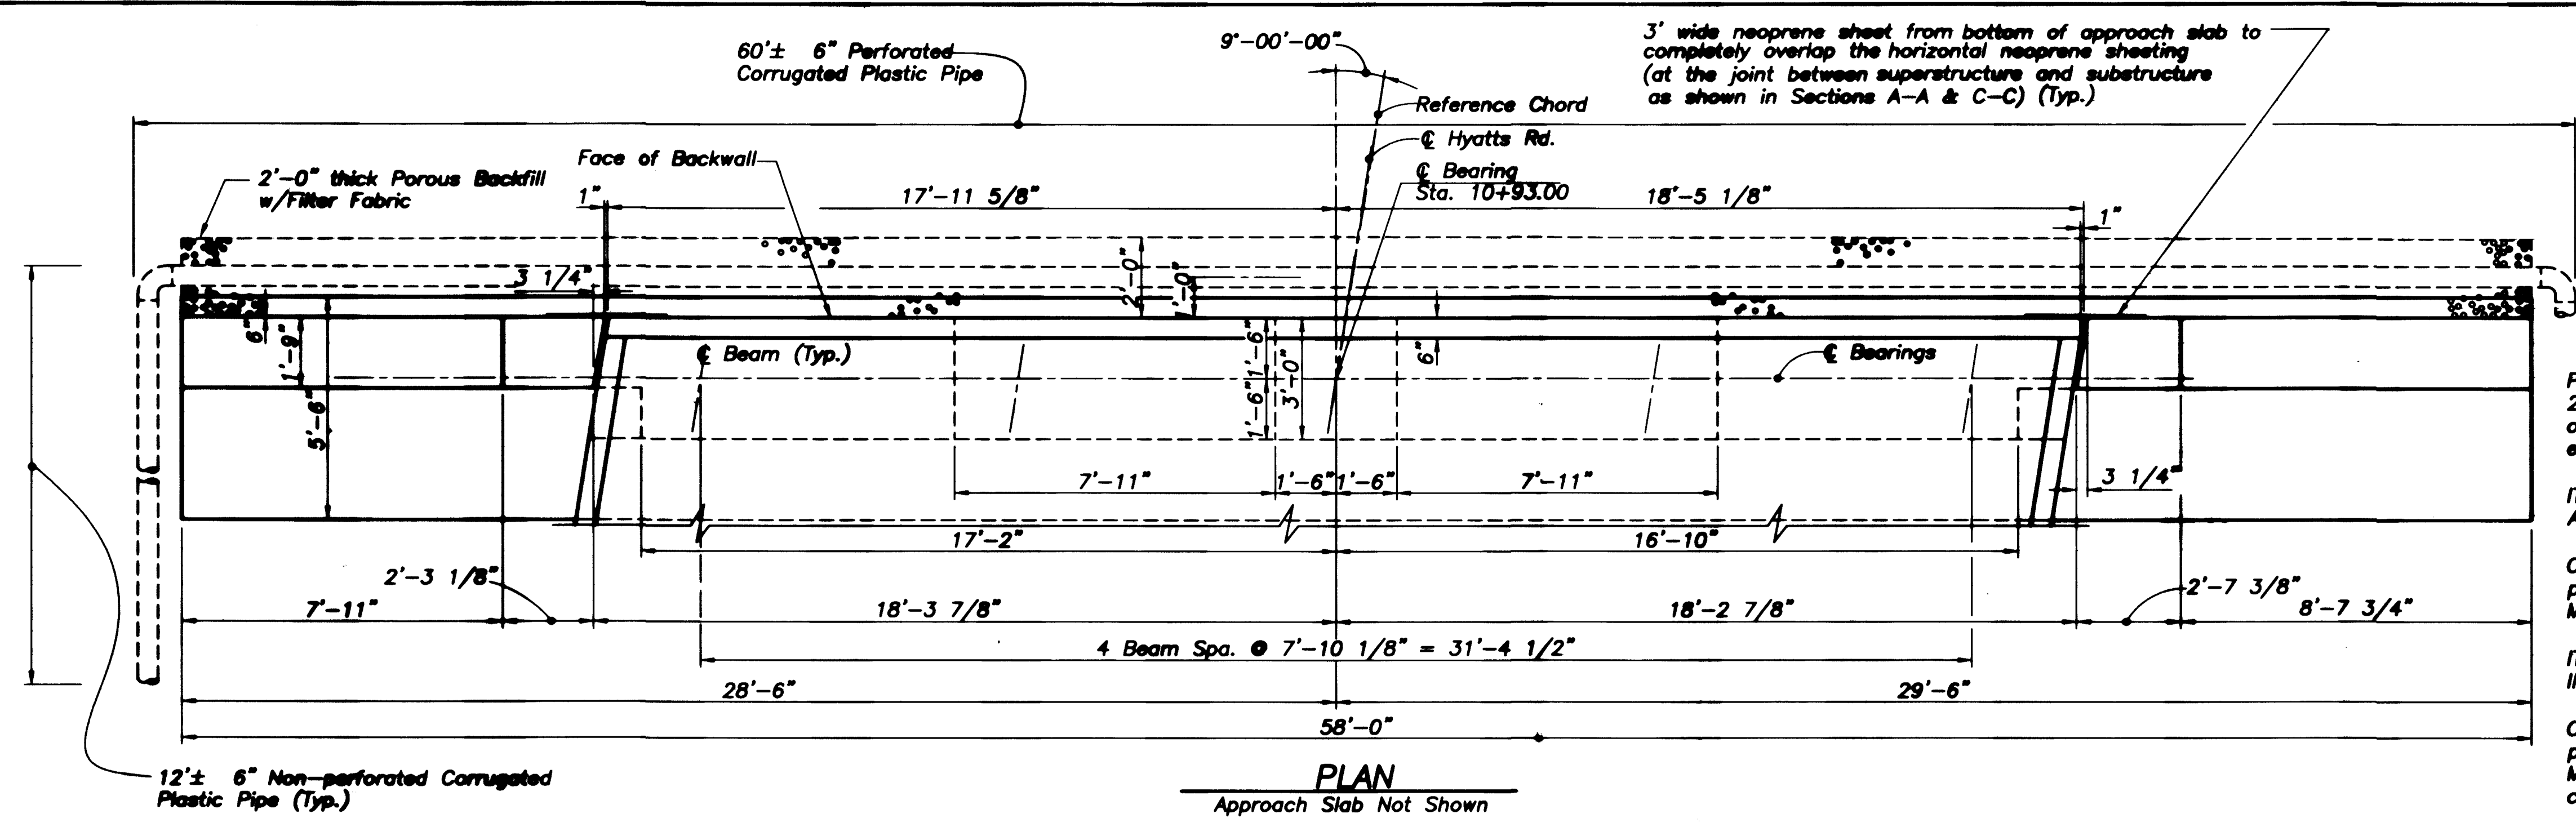 60'± 6" Perforated
Corrugated Plastic Pipe
9°-00'-00"
3' wide neoprene sheet from bottom of approach slab to
completely overlap the horizontal neoprene sheeting
(at the joint between superstructure and substructure
as shown in Sections A-A & C-C) (Typ.)
Reference Chord
℄ Hyatts Rd.
℄ Bearing
Sta. 10+93.00
Face of Backwall
2'-0" thick Porous Backfill
w/Filter Fabric
1"
17'-11 5/8"
18'-5 1/8"
1"
3 1/4"
2'-0"
1'-0"
6"
1'-9"
5'-6"
℄ Beam (Typ.)
1'-6"
1'-6"
3'-0"
6"
℄ Bearings
7'-11"
1'-6"
1'-6"
7'-11"
3 1/4"
17'-2"
16'-10"
2'-3 1/8"
2'-7 3/8"
7'-11"
18'-3 7/8"
18'-2 7/8"
8'-7 3/4"
4 Beam Spa. @ 7'-10 1/8" = 31'-4 1/2"
28'-6"
29'-6"
58'-0"
12'± 6" Non-perforated Corrugated
Plastic Pipe (Typ.)
PLAN
Approach Slab Not Shown